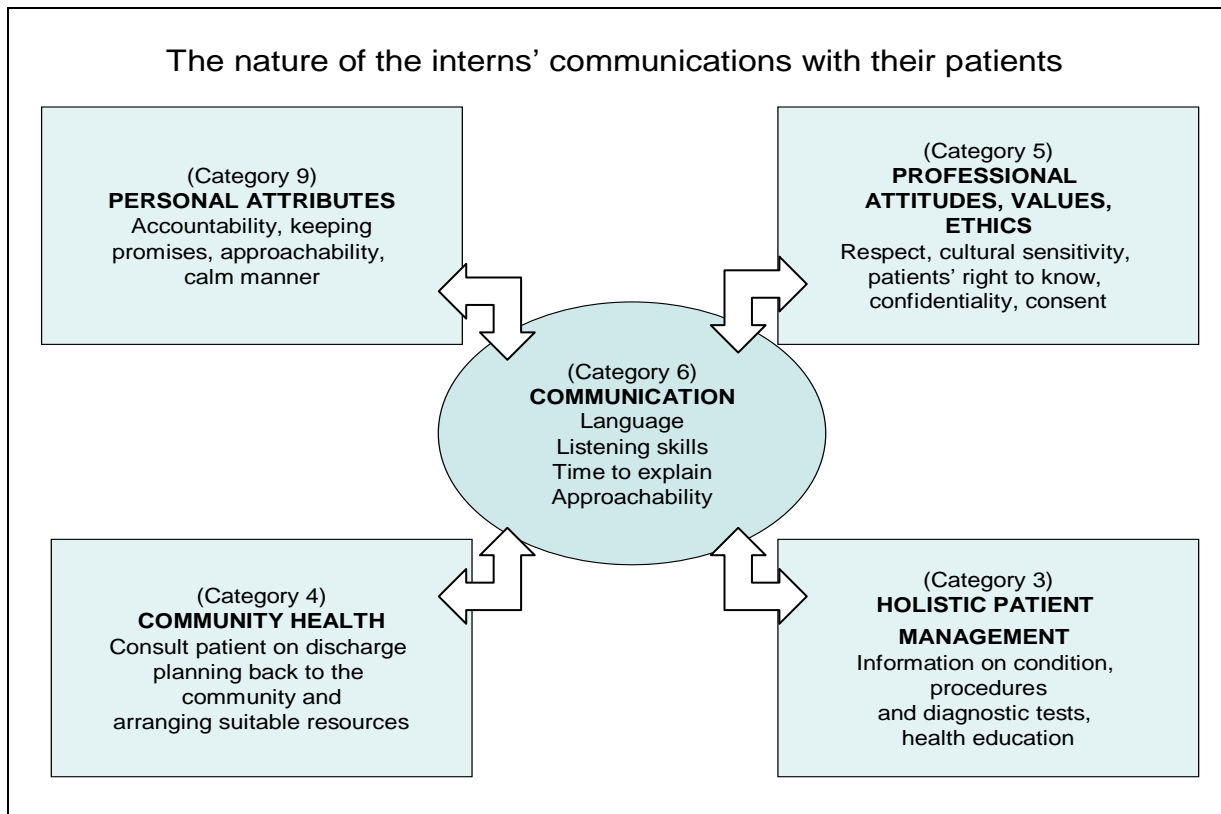 The nature of the interns’ communications with their patients
(Category 9)
PERSONAL ATTRIBUTES
Accountability, keeping
promises, approachability,
calm manner
(Category 5)
PROFESSIONAL
ATTITUDES, VALUES,
ETHICS
Respect, cultural sensitivity,
patients’ right to know,
confidentiality, consent
(Category 6)
COMMUNICATION
Language
Listening skills
Time to explain
Approachability
(Category 4)
COMMUNITY HEALTH
Consult patient on discharge
planning back to the
community and
arranging suitable resources
(Category 3)
HOLISTIC PATIENT
MANAGEMENT
Information on condition,
procedures
and diagnostic tests,
health education